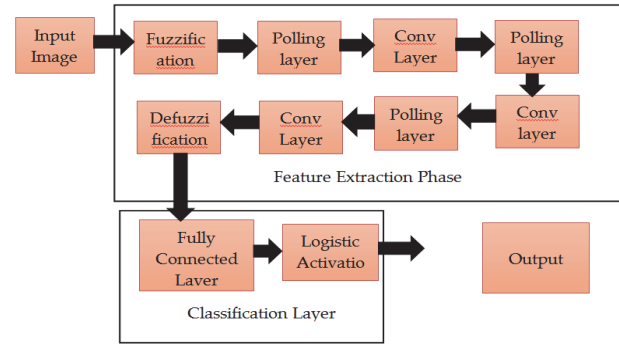 Input
Image
Fuzzific
ation
Polling
layer
Conv
Layer
Polling
layer
Conv
layer
Polling
layer
Conv
Layer
Defuzzi
fication
Feature Extraction Phase
Fully
Connected
Layer
Logistic
Activatio
Output
Classification Layer